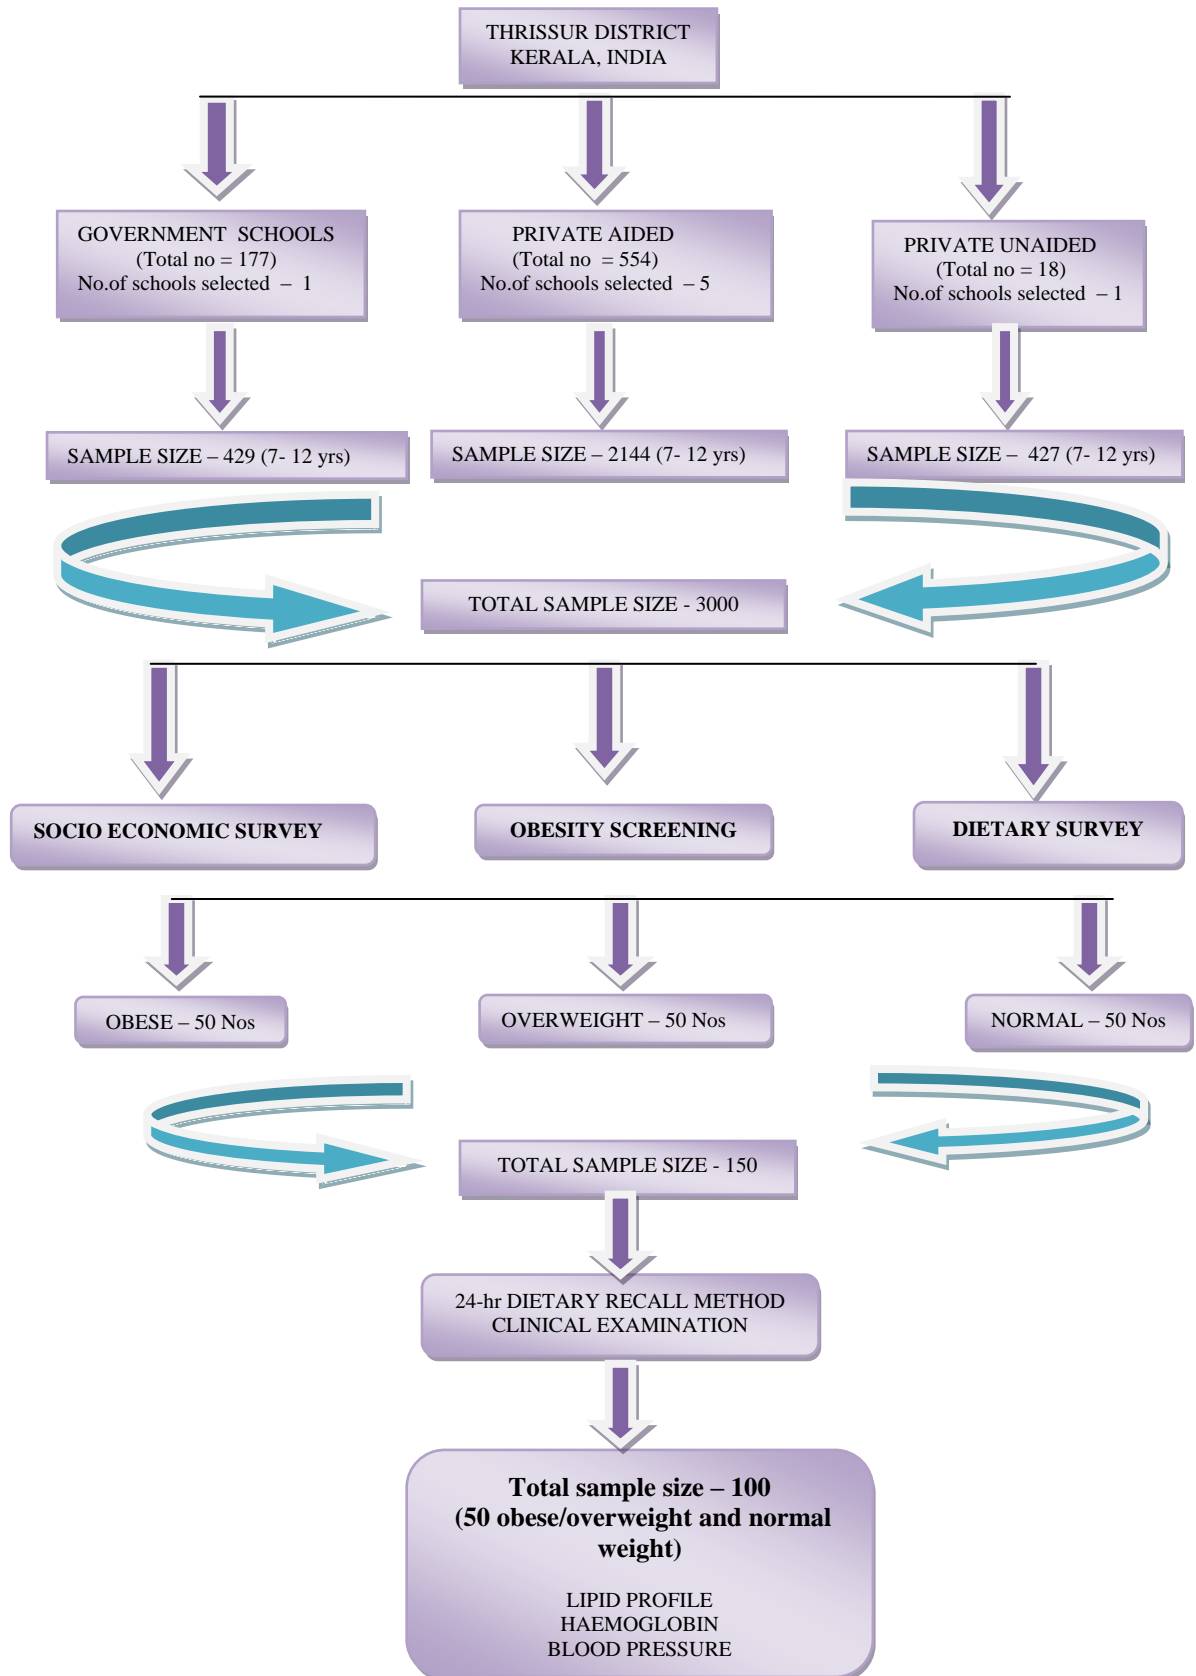 THRISSUR DISTRICT
KERALA, INDIA
GOVERNMENT SCHOOLS
(Total no = 177)
No.of schools selected – 1
PRIVATE AIDED
(Total no = 554)
No.of schools selected – 5
PRIVATE UNAIDED
(Total no = 18)
No.of schools selected – 1
SAMPLE SIZE – 429 (7- 12 yrs)
SAMPLE SIZE – 2144 (7- 12 yrs)
SAMPLE SIZE – 427 (7- 12 yrs)
TOTAL SAMPLE SIZE - 3000
SOCIO ECONOMIC SURVEY
OBESITY SCREENING
DIETARY SURVEY
OBESE – 50 Nos
OVERWEIGHT – 50 Nos
NORMAL – 50 Nos
TOTAL SAMPLE SIZE - 150
24-hr DIETARY RECALL METHOD
CLINICAL EXAMINATION
Total sample size – 100
(50 obese/overweight and normal
weight)
LIPID PROFILE
HAEMOGLOBIN
BLOOD PRESSURE